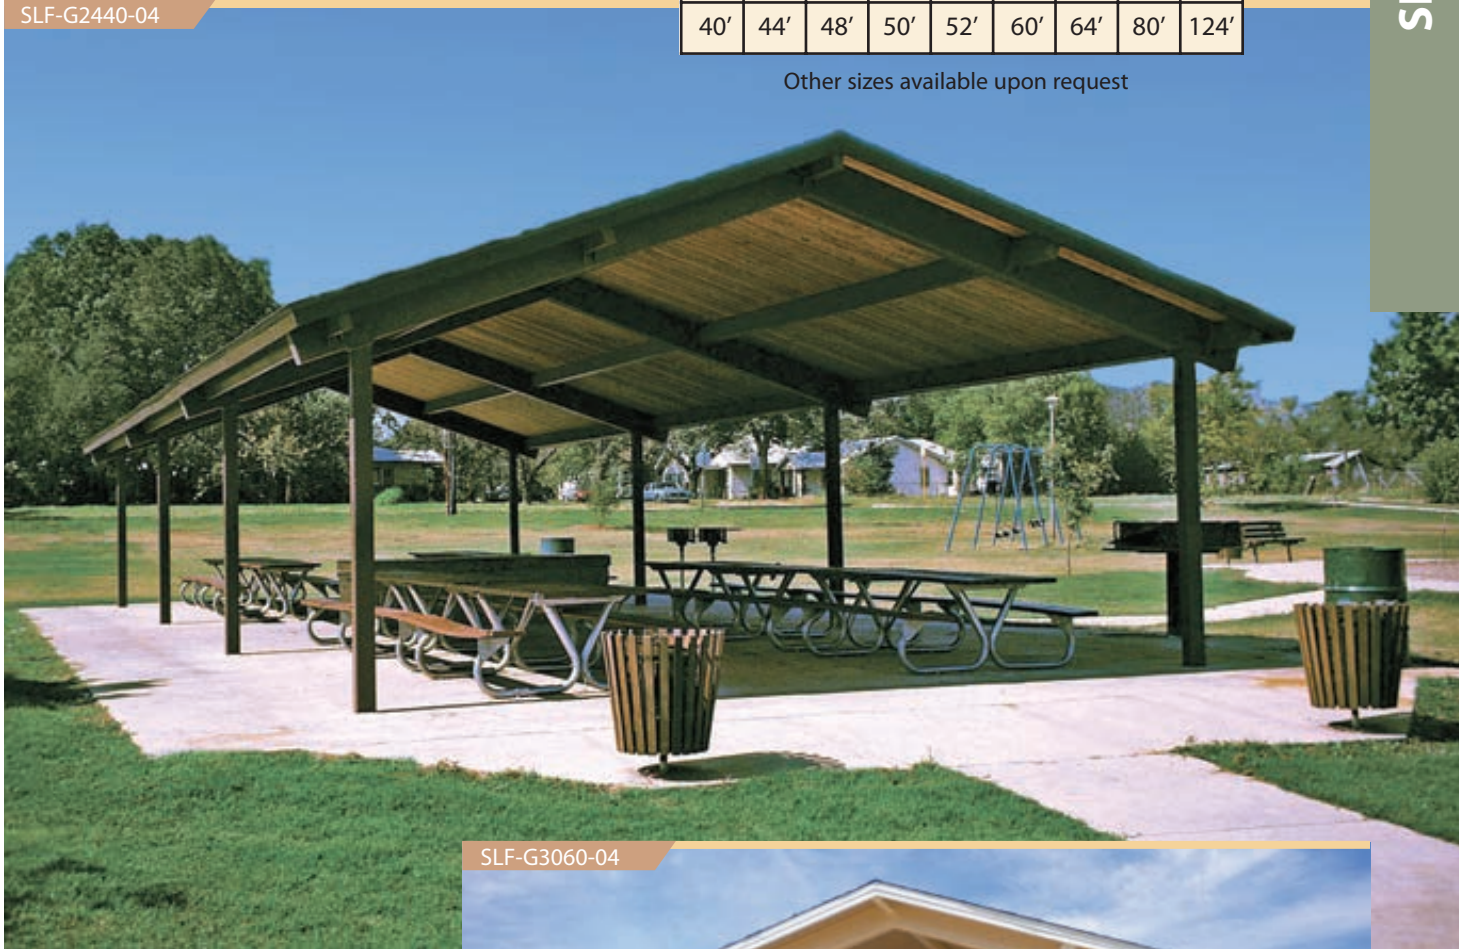 SLF-G2440-04
40’ 44’ 48’ 50’ 52’ 60’ 64’ 80’ 124’
Other sizes available upon request
SLF-G3060-04